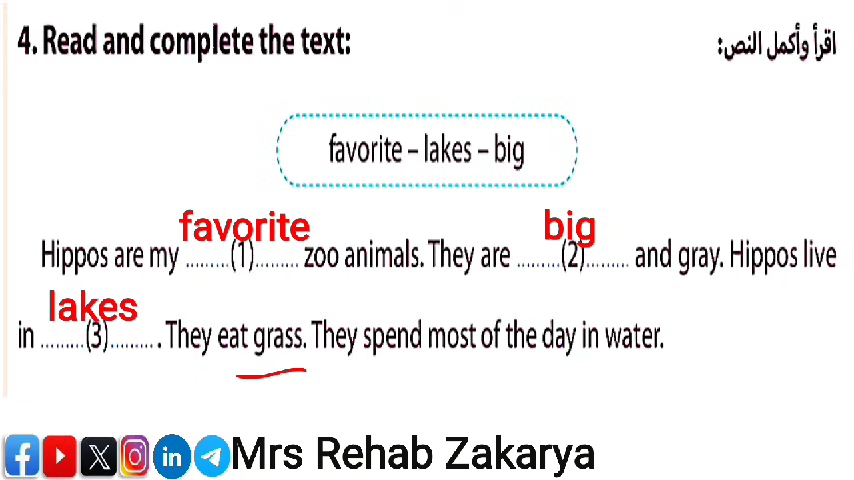 4. Read and complete the text:
اقرأ وأكمل النص:
favorite – lakes – big
favorite big
Hippos are my .........(1)......... zoo animals. They are .........(2)......... and gray. Hippos live
lakes
in .........(3)......... . They eat grass. They spend most of the day in water.
Mrs Rehab Zakarya